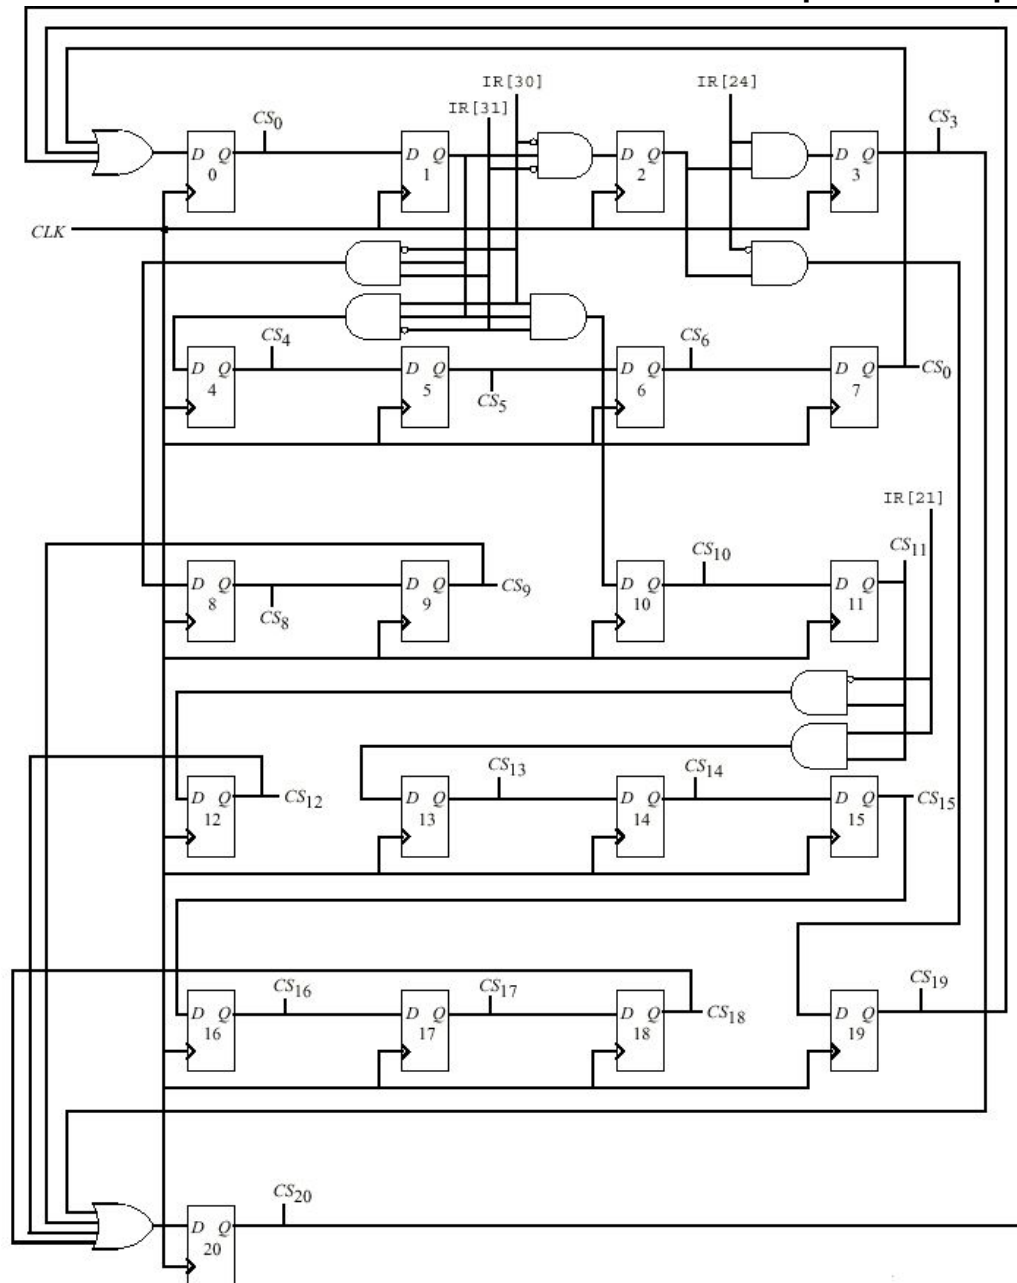 IR[30]
IR[24]
IR[31]
CS0
CS3
D Q
0
D Q
1
D Q
2
D Q
3
CLK
CS4
CS6
D Q
4
D Q
5
D Q
6
D Q
7
CS0
CS5
IR[21]
CS10
CS11
D Q
8
D Q
9
CS9
D Q
10
D Q
11
CS8
CS13
CS14
D Q
12
CS12
D Q
13
D Q
14
D Q
15
CS15
CS16
CS17
CS19
D Q
16
D Q
17
D Q
18
CS18
D Q
19
CS20
D Q
20